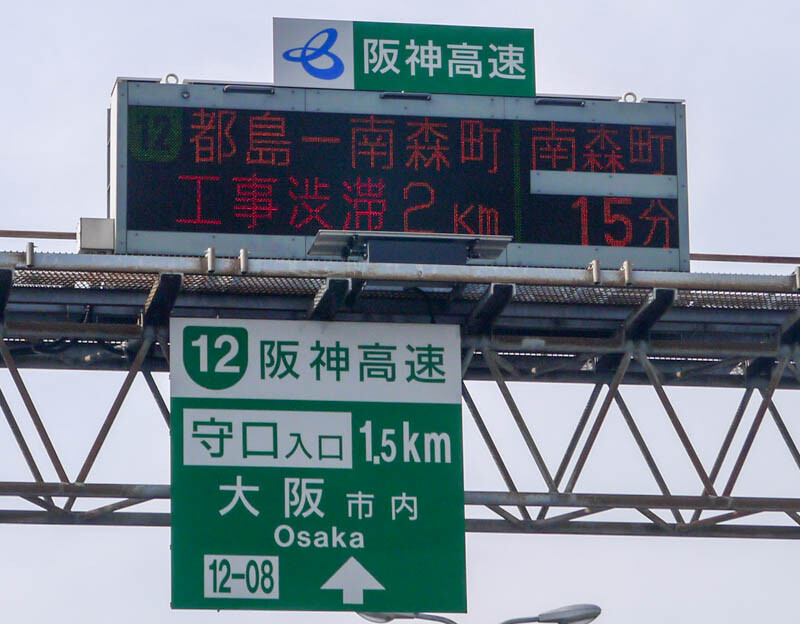 阪神高速
12 都島ー南森町 南森町
工事渋滞2km 15分
12 阪神高速
守口入口 1.5km
大阪市内
Osaka
12-08